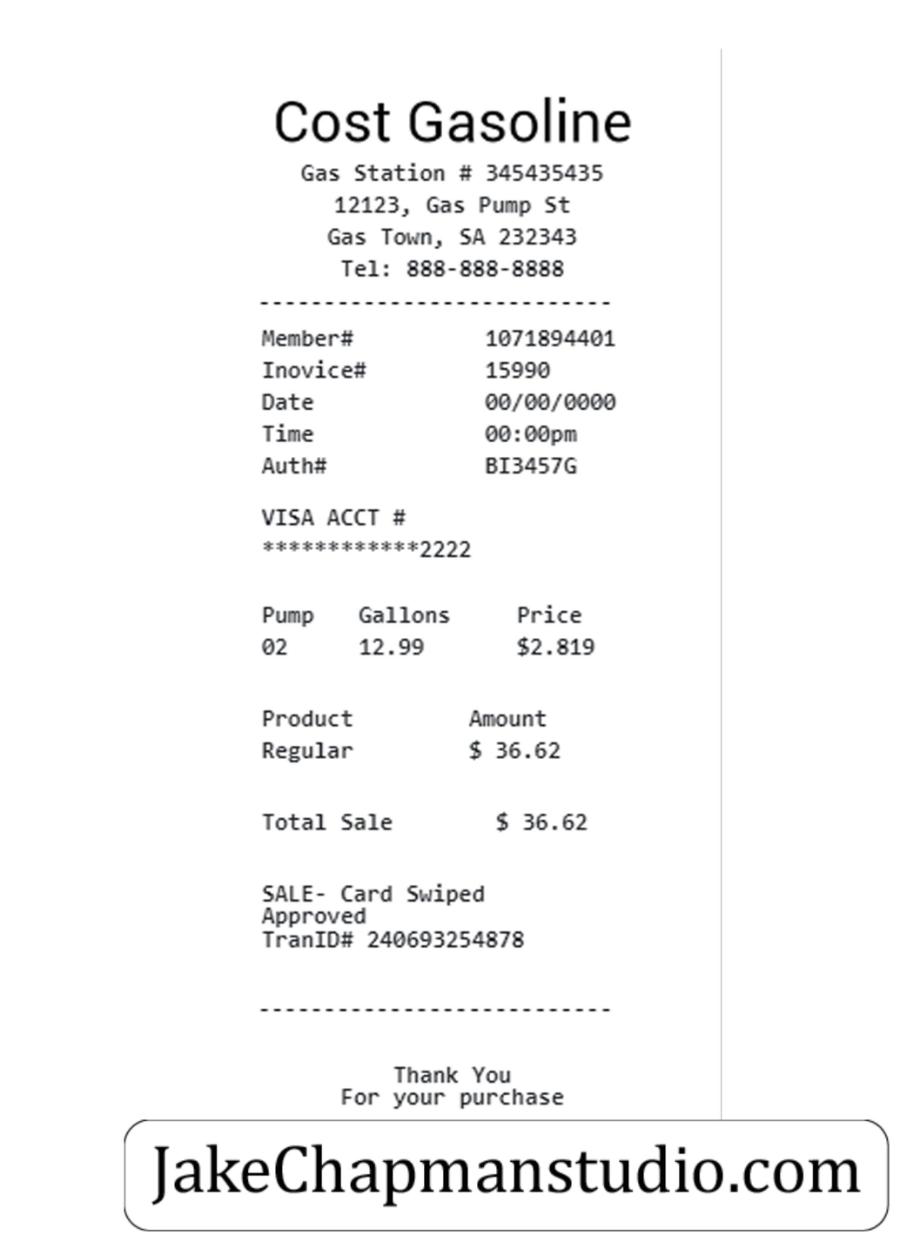 Cost Gasoline
Gas Station # 345435435
12123, Gas Pump St
Gas Town, SA 232343
Tel: 888-888-8888
---------------------------
Member# 1071894401
Inovice# 15990
Date 00/00/0000
Time 00:00pm
Auth# BI3457G
VISA ACCT #
************2222
Pump Gallons Price
02 12.99 $2.819
Product Amount
Regular $ 36.62
Total Sale $ 36.62
SALE- Card Swiped
Approved
TranID# 240693254878
---------------------------
Thank You
For your purchase
JakeChapmanstudio.com